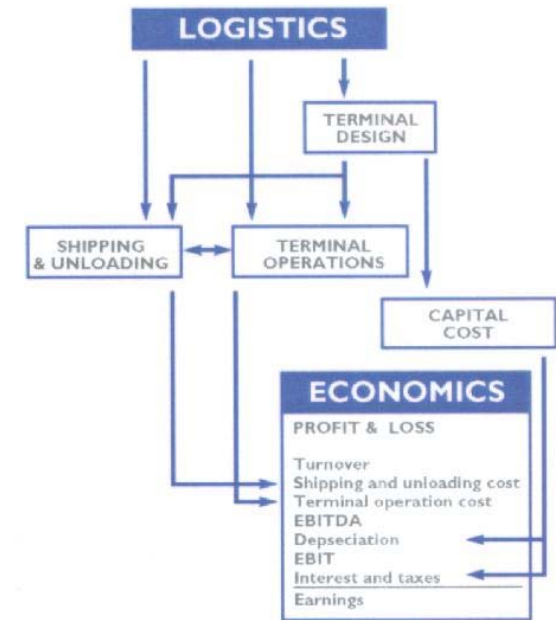 LOGISTICS
TERMINAL
DESIGN
SHIPPING
& UNLOADING
TERMINAL
OPERATIONS
CAPITAL
COST
ECONOMICS
PROFIT & LOSS
Turnover
Shipping and unloading cost
Terminal operation cost
EBITDA
Depseciation
EBIT
Interest and taxes
Earnings